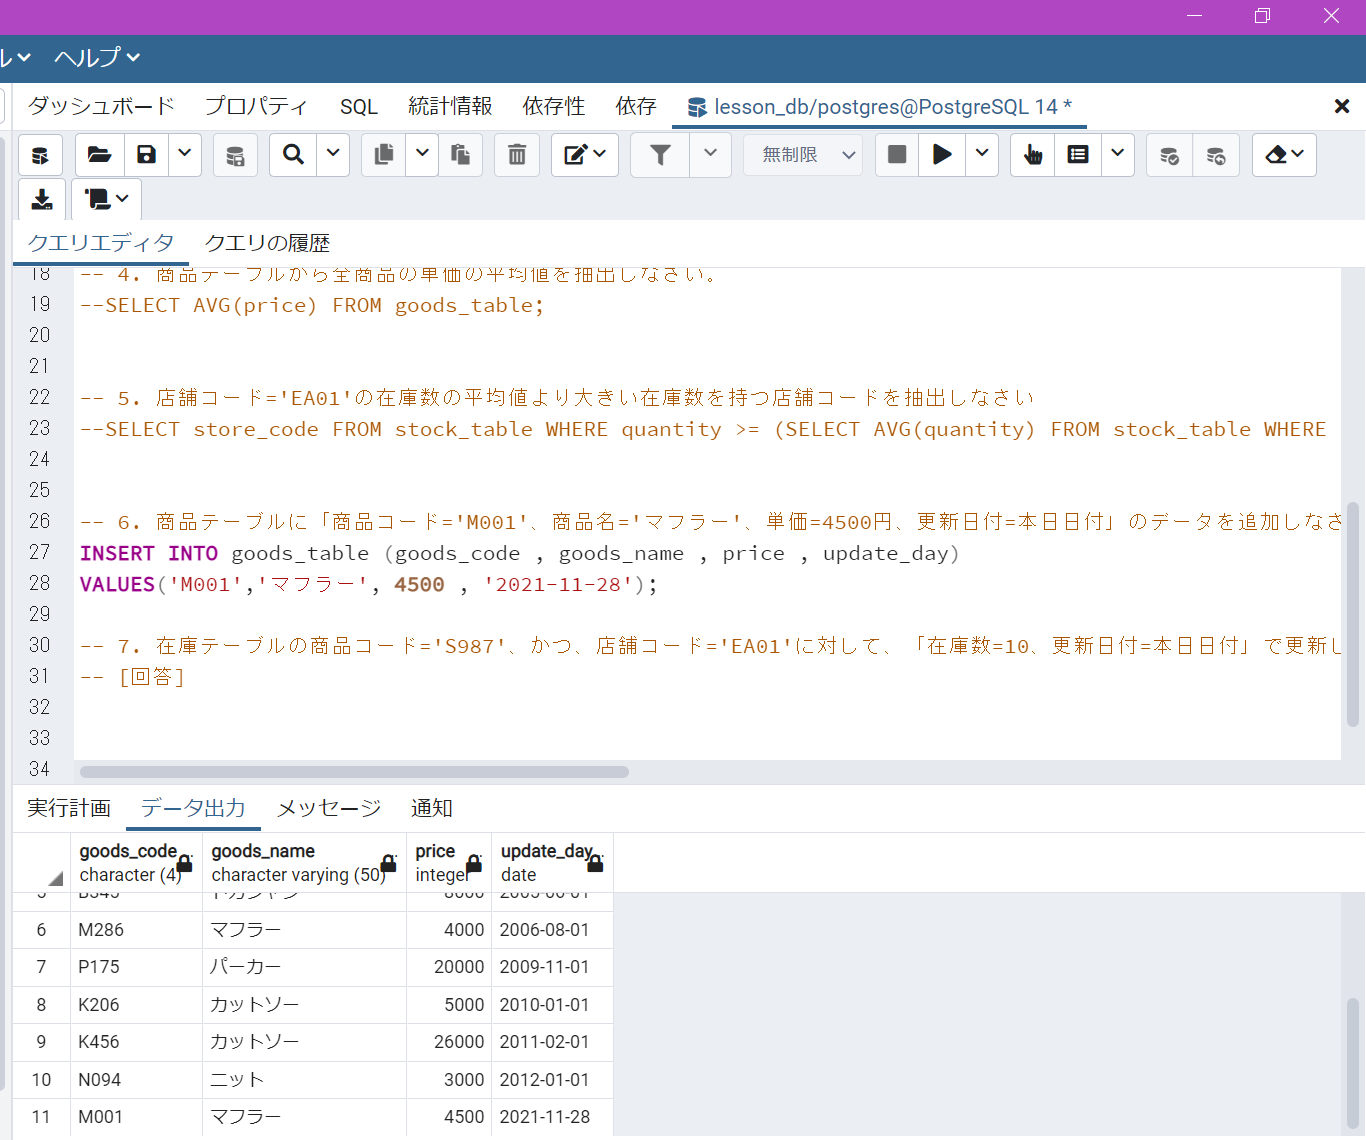 ヘルプ
ダッシュボード プロパティ SQL 統計情報 依存性 依存 lesson_db/postgres@PostgreSQL 14 *
無制限
クエリエディタ クエリの履歴
18 -- 4. 商品テーブルから全商品の単価の平均値を抽出しなさい。
19 --SELECT AVG(price) FROM goods_table;
20
21
22 -- 5. 店舗コード='EA01'の在庫数の平均値より大きい在庫数を持つ店舗コードを抽出しなさい
23 --SELECT store_code FROM stock_table WHERE quantity >= (SELECT AVG(quantity) FROM stock_table WHERE
24
25
26 -- 6. 商品テーブルに「商品コード='M001'、商品名='マフラー'、単価=4500円、更新日付=本日日付」のデータを追加しなさ
27 INSERT INTO goods_table (goods_code , goods_name , price , update_day)
28 VALUES('M001','マフラー', 4500 , '2021-11-28');
29
30 -- 7. 在庫テーブルの商品コード='S987'、かつ、店舗コード='EA01'に対して、「在庫数=10、更新日付=本日日付」で更新し
31 -- [回答]
32
33
34
実行計画 データ出力 メッセージ 通知
goods_code goods_name price update_day
character (4) character varying (50) integer date
6 M286 マフラー 4000 2006-08-01
7 P175 パーカー 20000 2009-11-01
8 K206 カットソー 5000 2010-01-01
9 K456 カットソー 26000 2011-02-01
10 N094 ニット 3000 2012-01-01
11 M001 マフラー 4500 2021-11-28